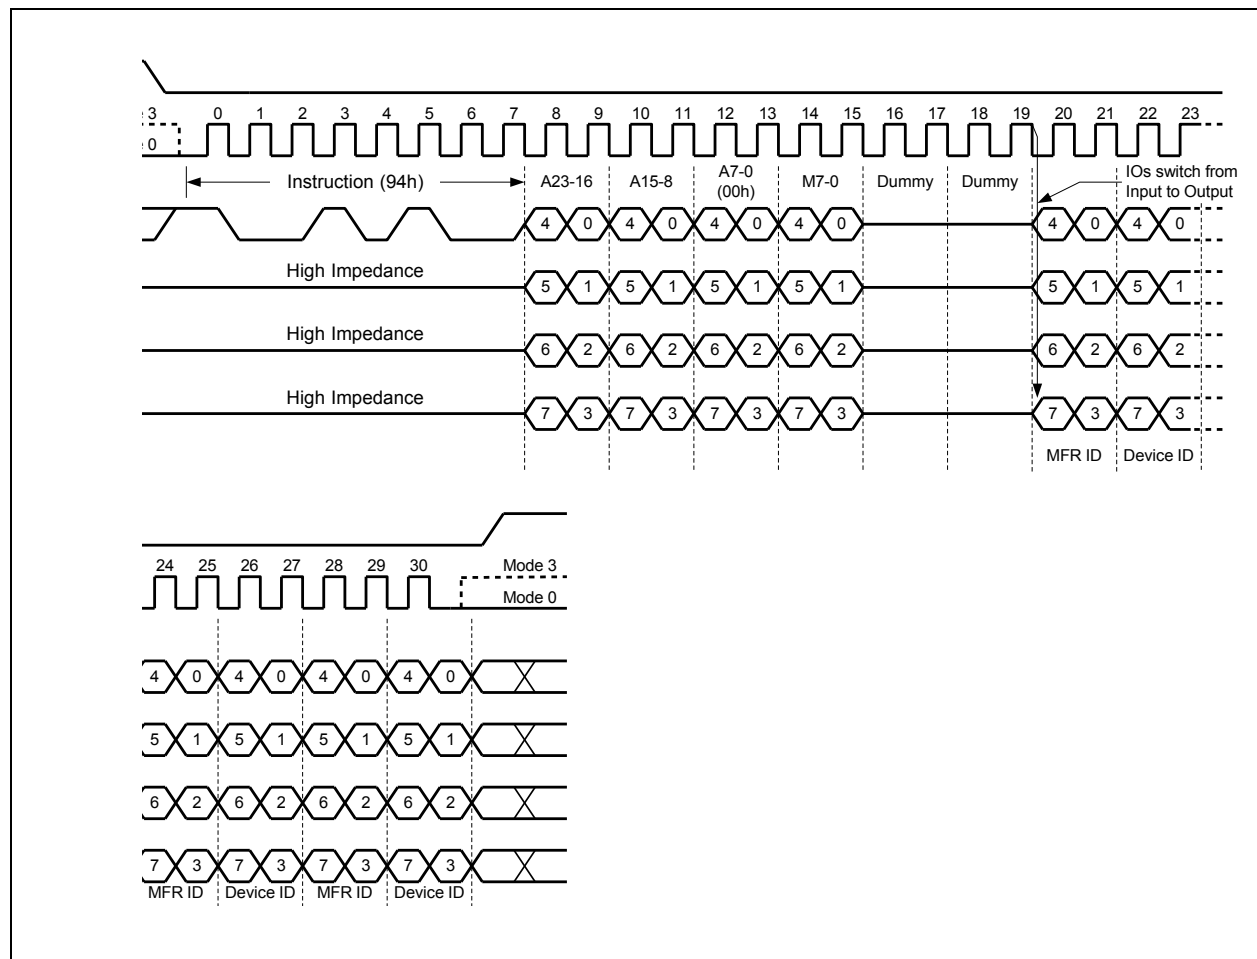 0 1 2 3 4 5 6 7 8 9 10 11 12 13 14 15 16 17 18 19 20 21 22 23
3
0
Instruction (94h)
A23-16 A15-8 A7-0 (00h) M7-0 Dummy Dummy
IOs switch from
Input to Output
4 0 4 0 4 0 4 0 4 0 4 0
High Impedance
5 1 5 1 5 1 5 1 5 1 5 1
High Impedance
6 2 6 2 6 2 6 2 6 2 6 2
High Impedance
7 3 7 3 7 3 7 3 7 3 7 3
MFR ID Device ID
24 25 26 27 28 29 30 Mode 3
Mode 0
4 0 4 0 4 0 4 0
5 1 5 1 5 1 5 1
6 2 6 2 6 2 6 2
7 3 7 3 7 3 7 3
MFR ID Device ID MFR ID Device ID